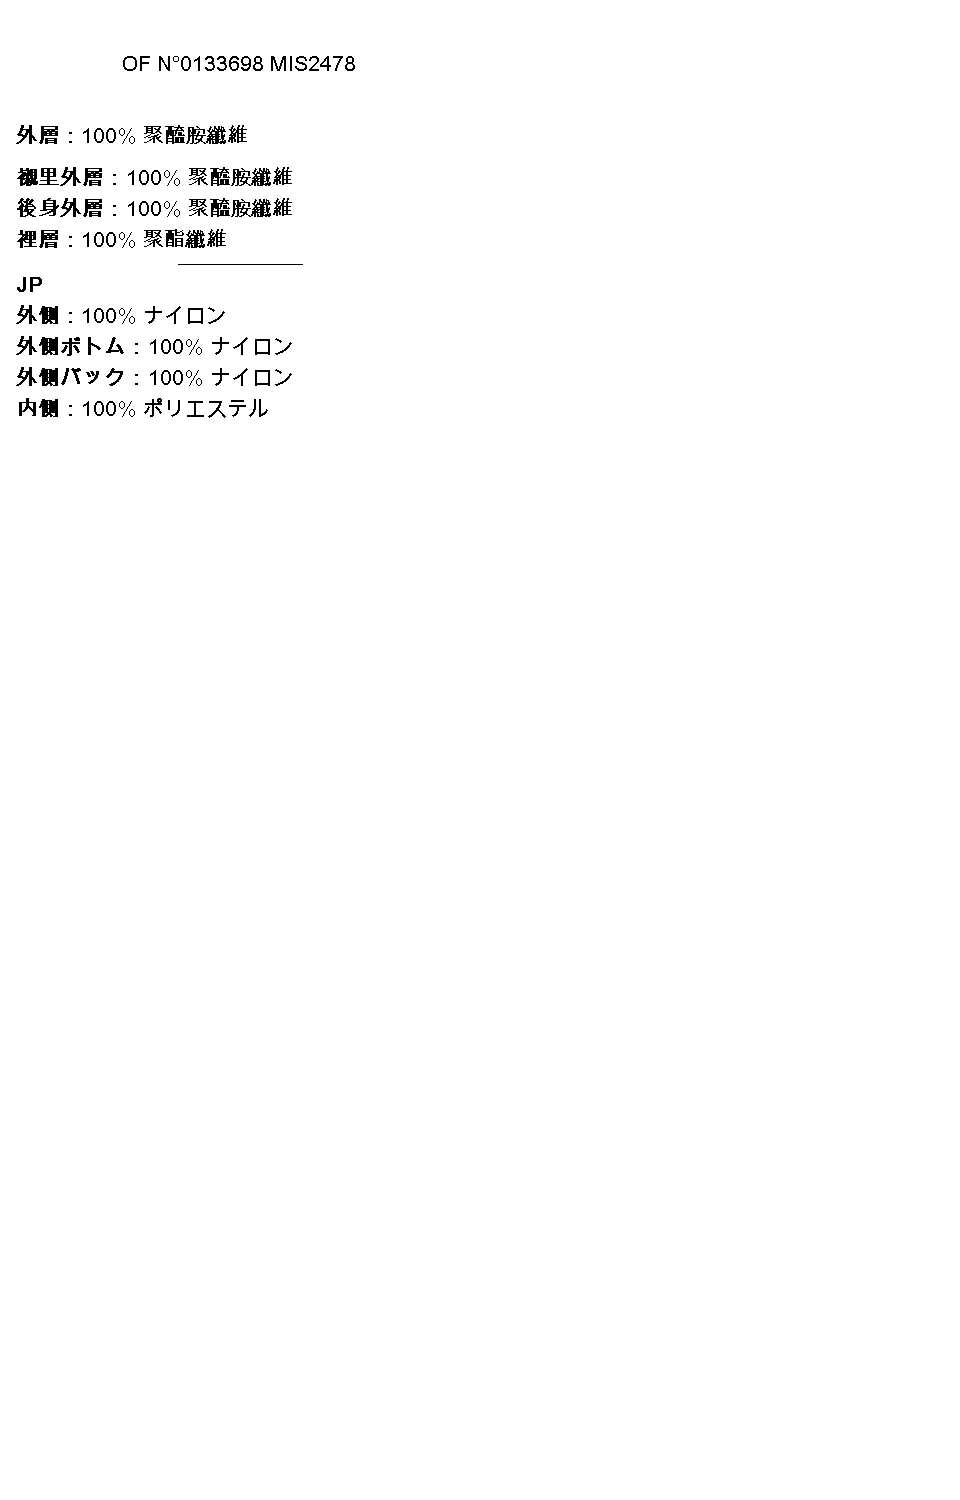 OF N°0133698 MIS2478
外層 : 100% 聚醯胺纖維
襯里外層 : 100% 聚醯胺纖維
後身外層 : 100% 聚醯胺纖維
裡層 : 100% 聚酯纖維
JP
外側 : 100% ナイロン
外側ボトム : 100% ナイロン
外側バック : 100% ナイロン
内側 : 100% ポリエステル